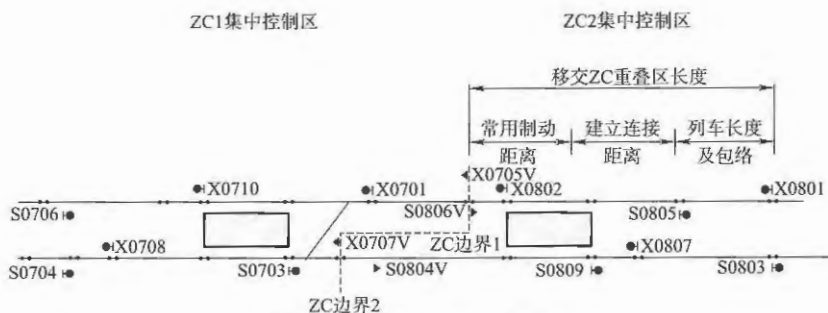 ZC1集中控制区 ZC2集中控制区
移交ZC重叠区长度
常用制动 建立连接 列车长度
距离 距离 及包络
X0705V
X0710 X0701 X0802 X0801
S0706 S0806V S0805
X0708 X0707V ZC边界1 X0807
S0704 S0703 S0804V S0809 S0803
ZC边界2